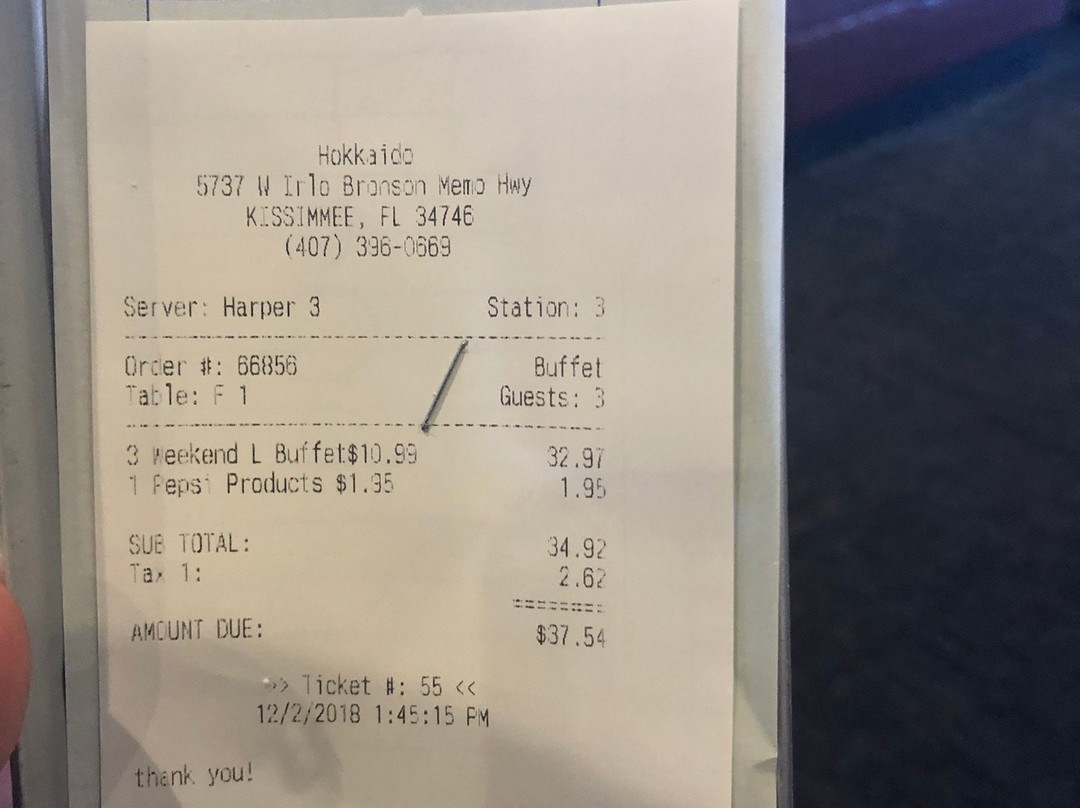 Hokkaido
5737 W Irlo Bronson Memo Hwy
KISSIMMEE, FL 34746
(407) 396-0669
Server: Harper 3 Station: 3
Order #: 66856 Buffet
Table: F 1 Guests: 3
3 Weekend L Buffet$10.99 32.97
1 Pepsi Products $1.95 1.95
SUB TOTAL: 34.92
Tax 1: 2.62
========
AMOUNT DUE: $37.54
>> Ticket #: 55 <<
12/2/2018 1:45:15 PM
thank you!